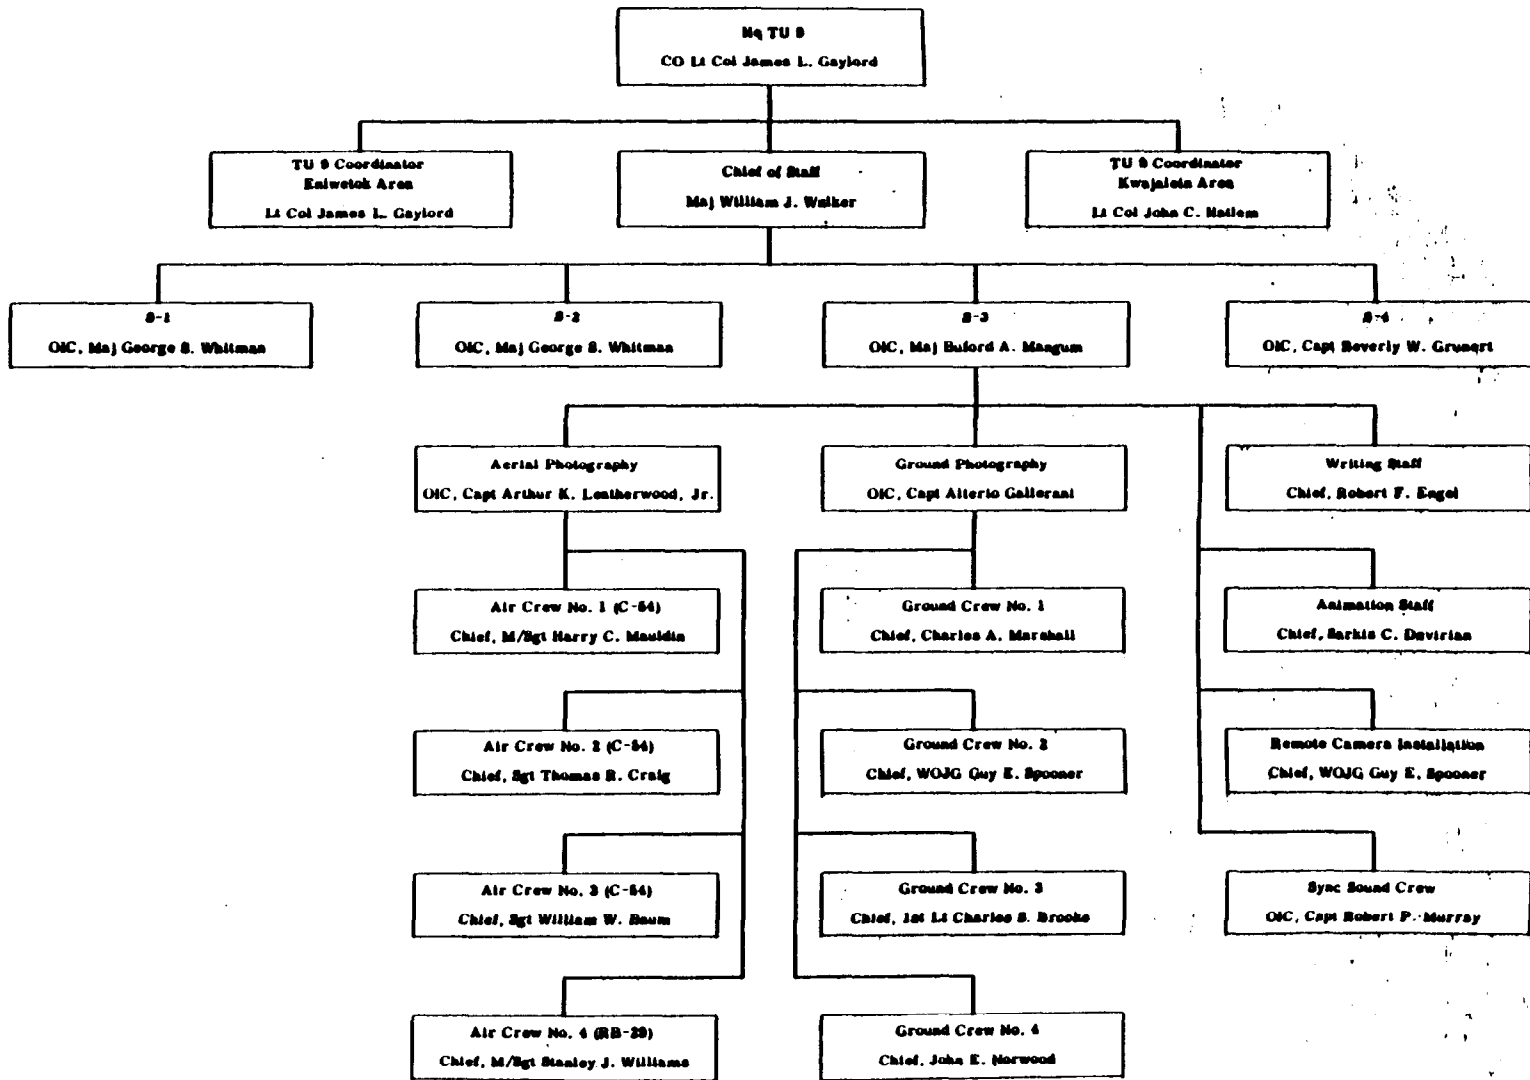 Hq TU 9
CO Lt Col James L. Gaylord
TU 9 Coordinator
Eniwetok Area
Lt Col James L. Gaylord
Chief of Staff
Maj William J. Walker
TU 9 Coordinator
Kwajalein Area
Lt Col John C. Hatlem
S-1
OIC, Maj George S. Whitman
S-2
OIC, Maj George S. Whitman
S-3
OIC, Maj Buford A. Mangum
S-4
OIC, Capt Beverly W. Grunert
Aerial Photography
OIC, Capt Arthur K. Leatherwood, Jr.
Ground Photography
OIC, Capt Alterio Gallerani
Writing Staff
Chief, Robert F. Engel
Air Crew No. 1 (C-54)
Chief, M/Sgt Harry C. Mauldin
Ground Crew No. 1
Chief, Charles A. Marshall
Animation Staff
Chief, Sarkis C. Davirian
Air Crew No. 2 (C-54)
Chief, Sgt Thomas R. Craig
Ground Crew No. 2
Chief, WOJG Guy E. Spooner
Remote Camera Installation
Chief, WOJG Guy E. Spooner
Air Crew No. 3 (C-54)
Chief, Sgt William W. Baum
Ground Crew No. 3
Chief, 1st Lt Charles S. Brooke
Sync Sound Crew
OIC, Capt Robert P. Murray
Air Crew No. 4 (RB-29)
Chief, M/Sgt Stanley J. Williams
Ground Crew No. 4
Chief, John E. Norwood